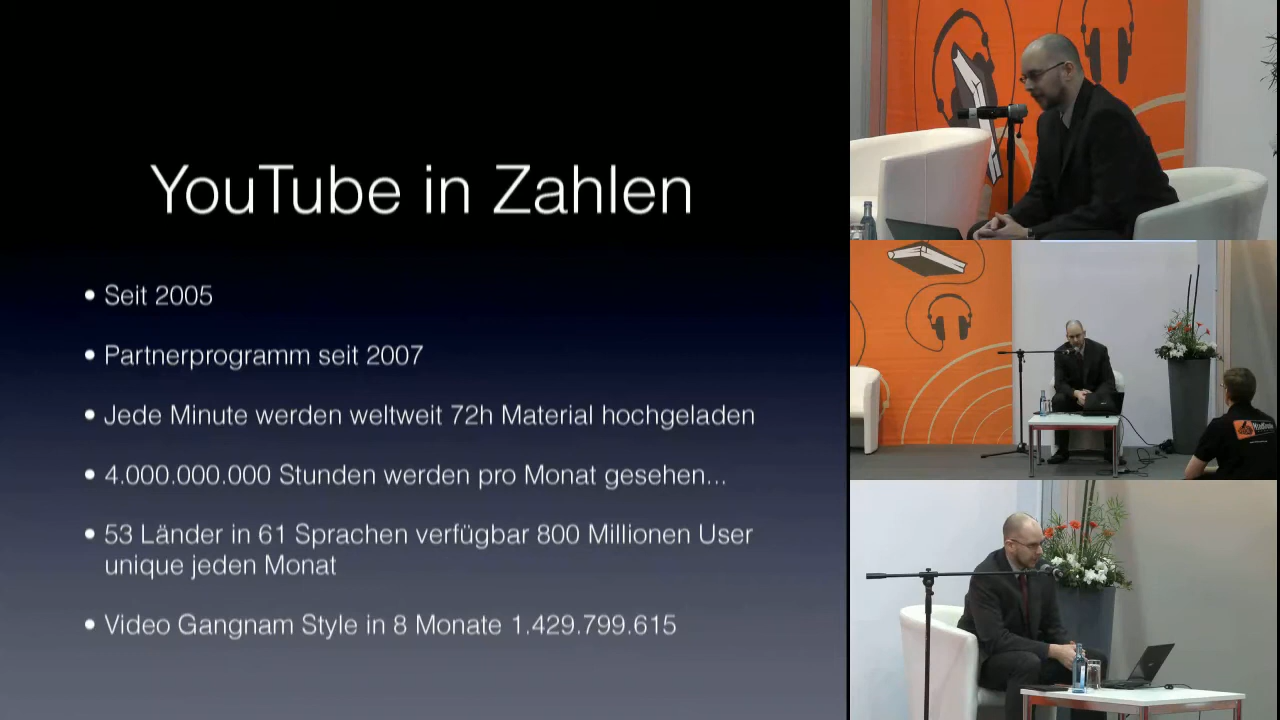 YouTube in Zahlen
• Seit 2005
• Partnerprogramm seit 2007
• Jede Minute werden weltweit 72h Material hochgeladen
• 4.000.000.000 Stunden werden pro Monat gesehen...
• 53 Länder in 61 Sprachen verfügbar 800 Millionen User
unique jeden Monat
• Video Gangnam Style in 8 Monate 1.429.799.615